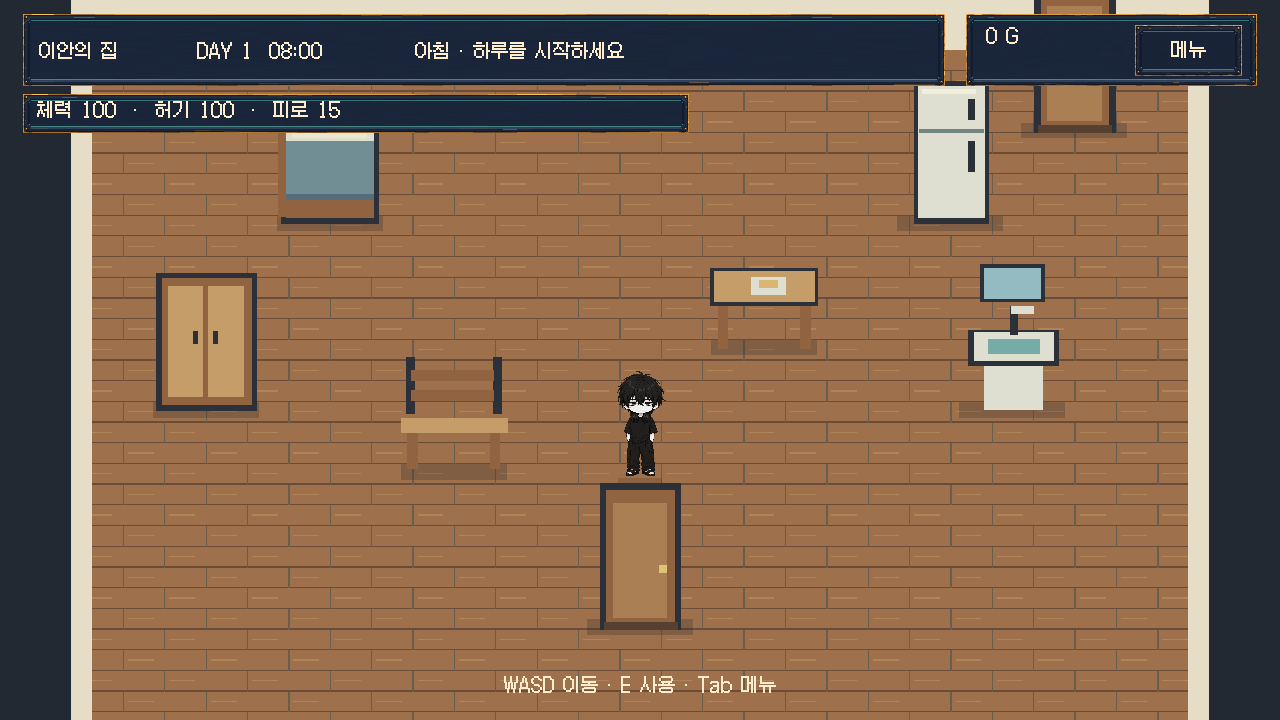 이안의 집 DAY 1 08:00 아침 · 하루를 시작하세요
0 G
메뉴
체력 100 · 허기 100 · 피로 15
WASD 이동 · E 사용 · Tab 메뉴